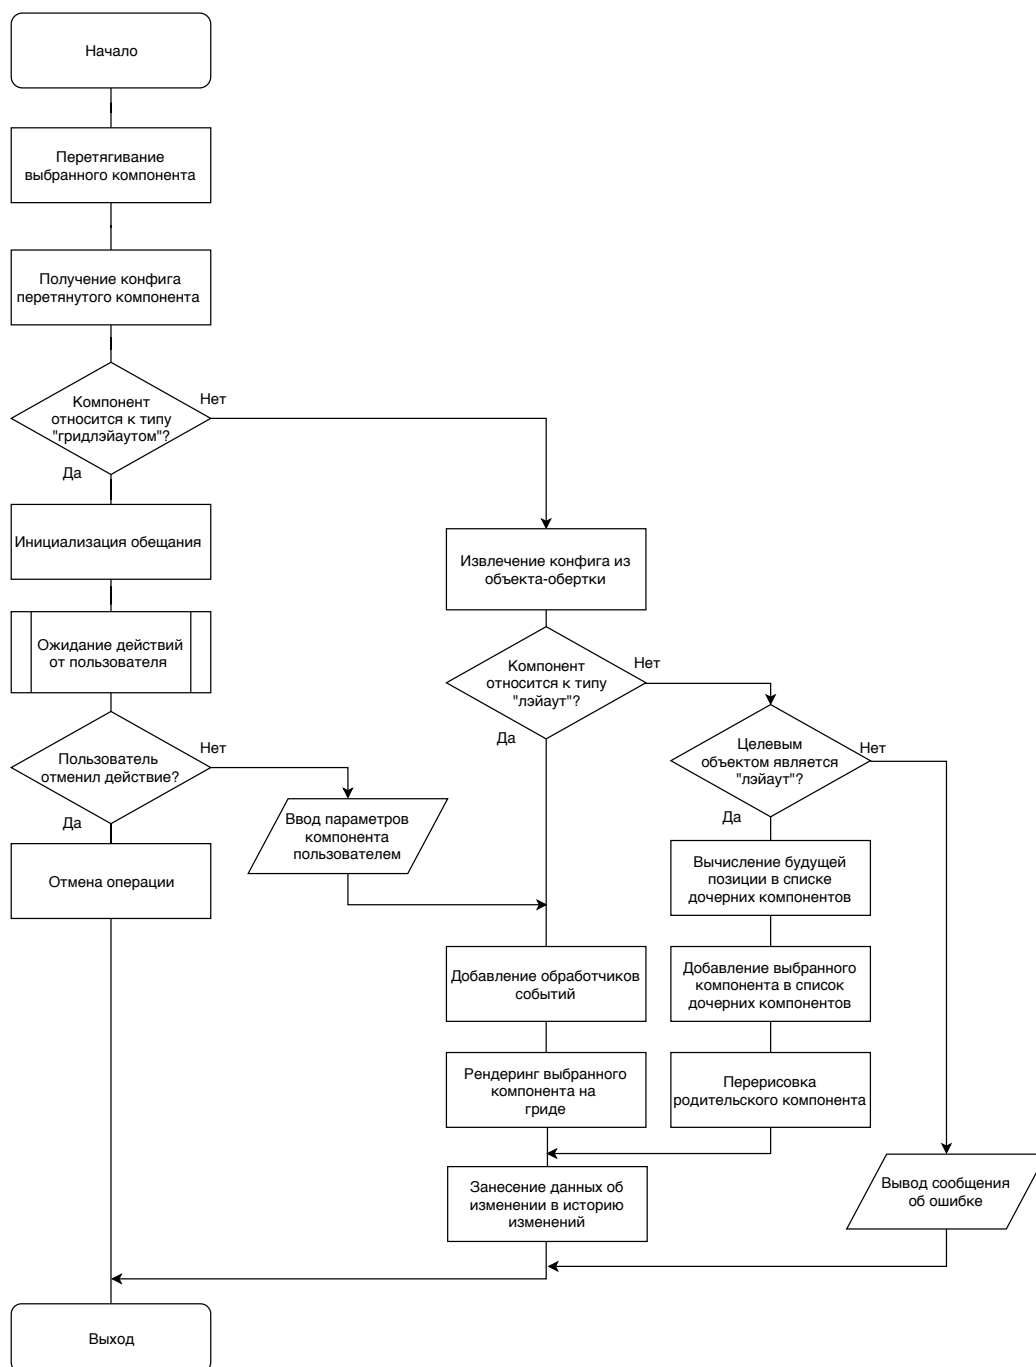 Начало
Перетягивание
выбранного компонента
Получение конфига
перетянутого компонента
Компонент
относится к типу
"гридлэйаутом"?
Нет
Да
Инициализация обещания
Извлечение конфига из
объекта-обертки
Ожидание действий
от пользователя
Компонент
относится к типу
"лэйаут"?
Нет
Да
Пользователь
отменил действие?
Нет
Да
Целевым
объектом является
"лэйаут"?
Нет
Да
Ввод параметров
компонента
пользователем
Отмена операции
Вычисление будущей
позиции в списке
дочерних компонентов
Добавление обработчиков
событий
Добавление выбранного
компонента в список
дочерних компонентов
Рендеринг выбранного
компонента на
гриде
Перерисовка
родительского компонента
Занесение данных об
изменении в историю
изменений
Вывод сообщения
об ошибке
Выход